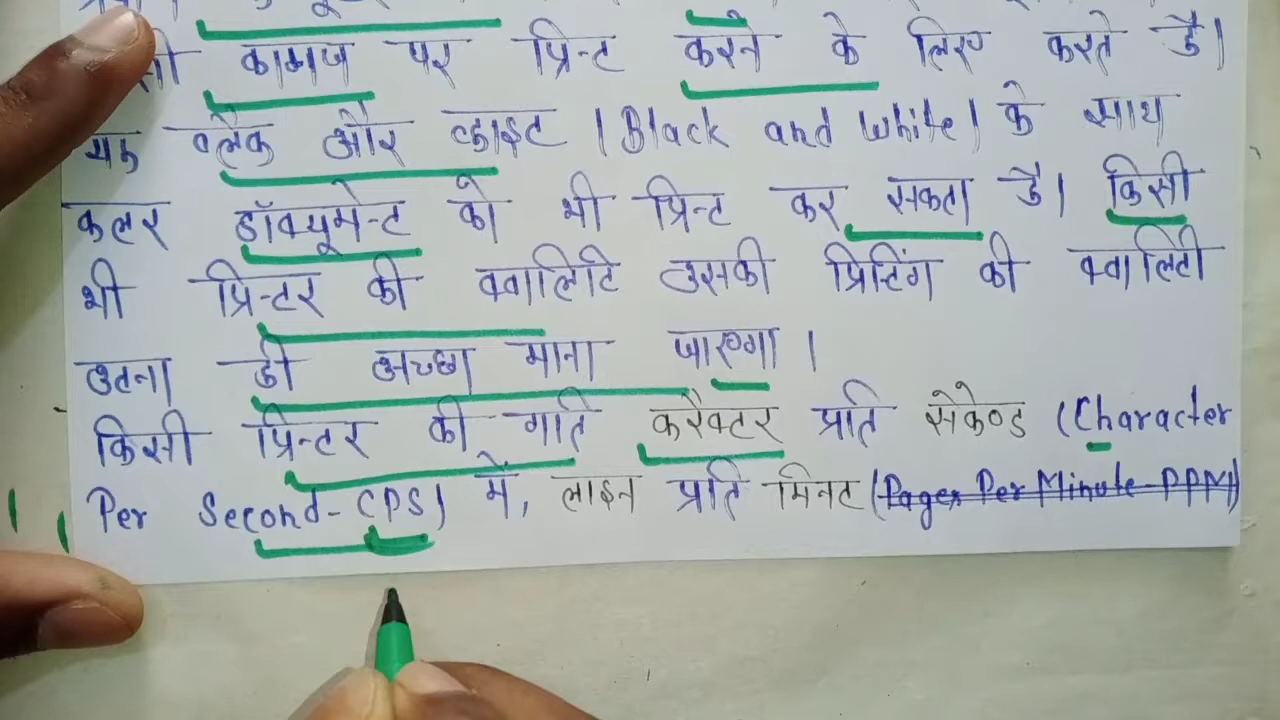 कागज पर प्रिन्ट करने के लिए करते है।
यह ब्लैक और व्हाइट (Black and White) के साथ
कलर डॉक्यूमेन्ट को भी प्रिन्ट कर सकता है। किसी
भी प्रिन्टर की क्वालिटि उसकी प्रिन्टिंग की क्वालिटी
उतना ही अच्छा माना जाएगा।
किसी प्रिन्टर की गति करैक्टर प्रति सेकेण्ड (Character
Per Second-CPS) में, लाइन प्रति मिनट (Pages Per Minute-PPM)